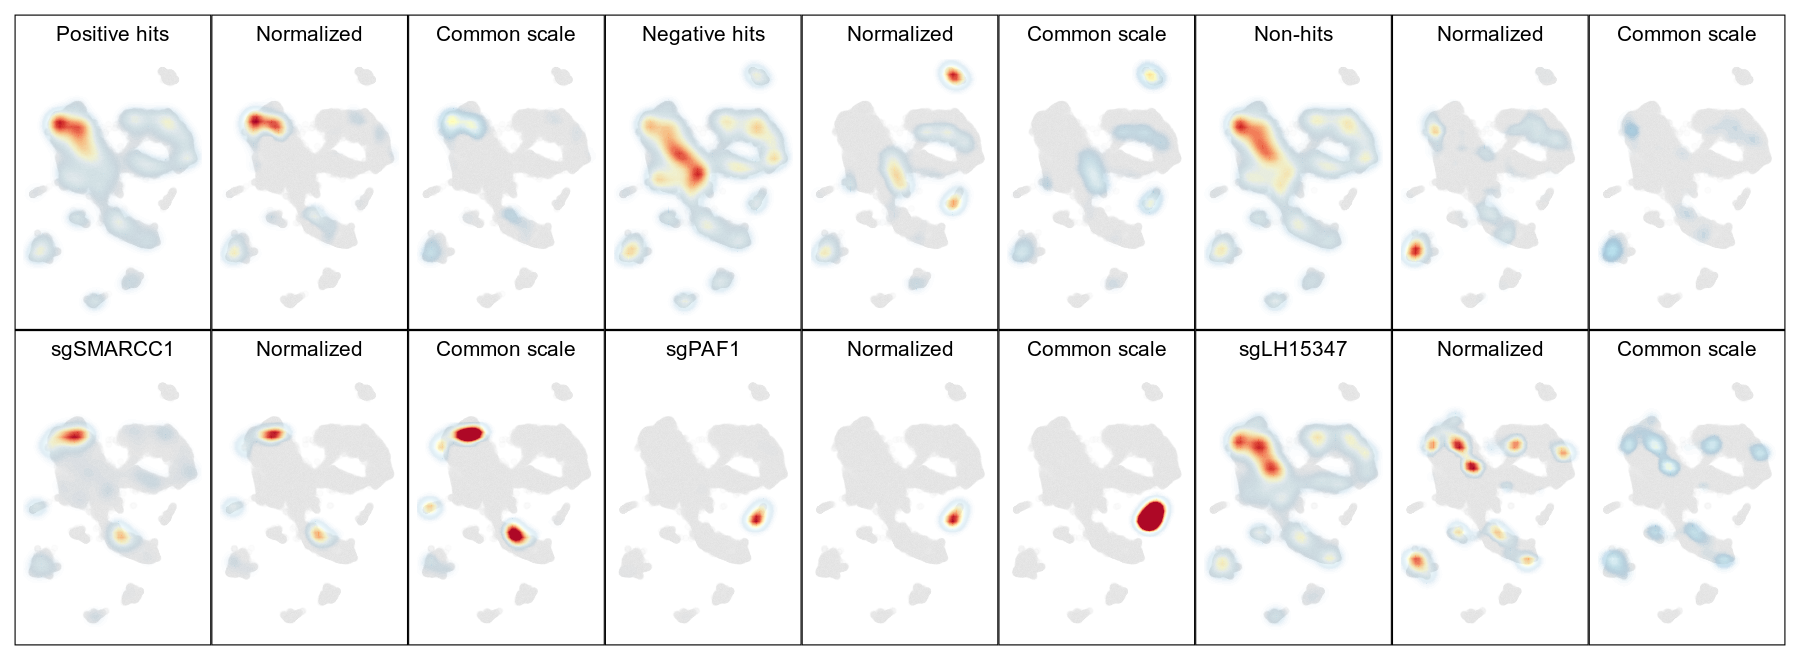 Positive hits Normalized Common scale Negative hits Normalized Common scale Non-hits Normalized Common scale
sgSMARCC1 Normalized Common scale sgPAF1 Normalized Common scale sgLH15347 Normalized Common scale